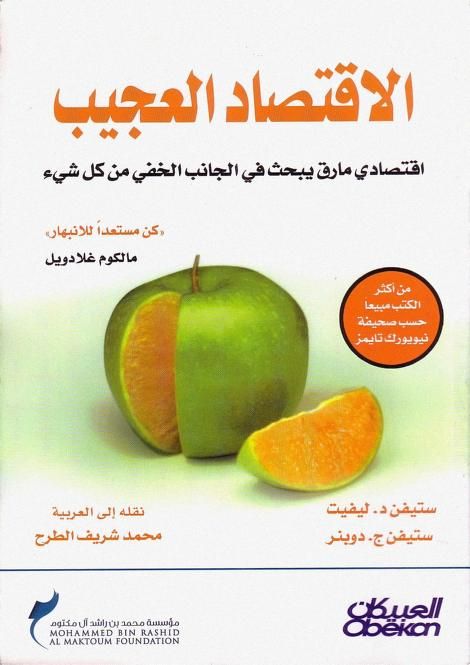 الاقتصاد العجيب
اقتصادي مارق يبحث في الجانب الخفي من كل شيء
«كن مستعداً للانبهار»
مالكوم غلادويل
من أكثر
الكتب مبيعا
حسب صحيفة
نيويورك تايمز
ستيفن د. ليفيت
ستيفن ج. دوبنر
نقله إلى العربية
محمد شريف الطرح
العبيكان
Obekan
مؤسسة محمد بن راشد آل مكتوم
MOHAMMED BIN RASHID
AL MAKTOUM FOUNDATION